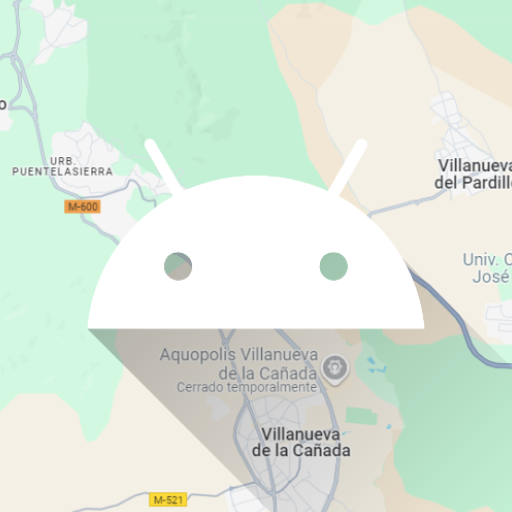 o
URB.
PUENTELASIERRA
M-600
Villanueva
del Pardill
Univ. C
José
Aquopolis Villanueva
de la Cañada
Cerrado temporalmente
Villanueva
de la Cañada
M-521